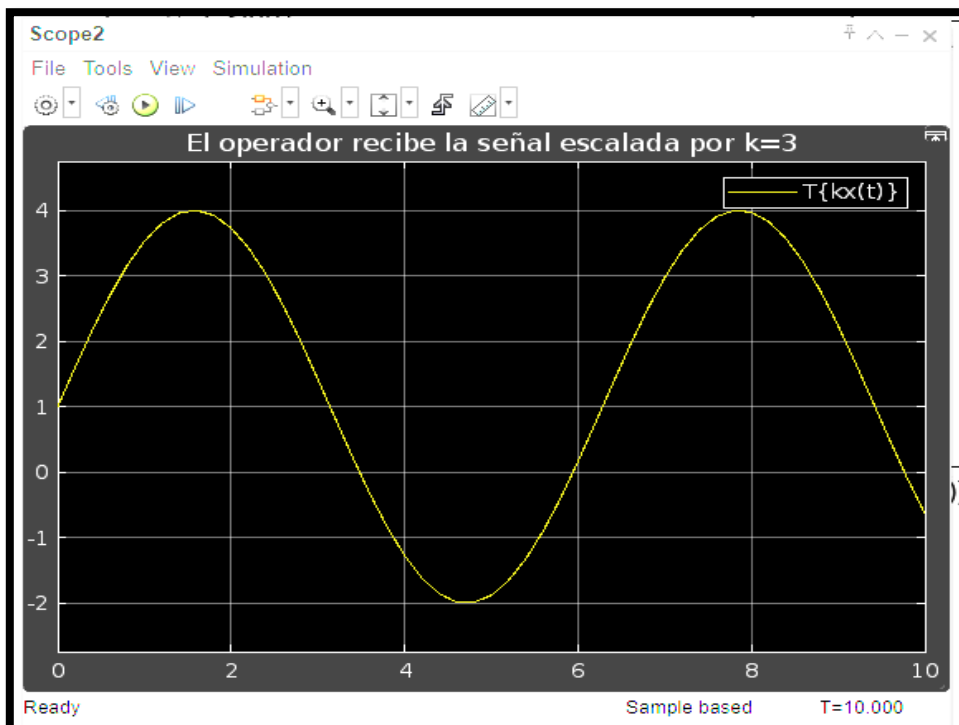 Scope2
File Tools View Simulation
El operador recibe la señal escalada por k=3
T{kx(t)}
4
3
2
1
0
-1
-2
0 2 4 6 8 10
Ready Sample based T=10.000